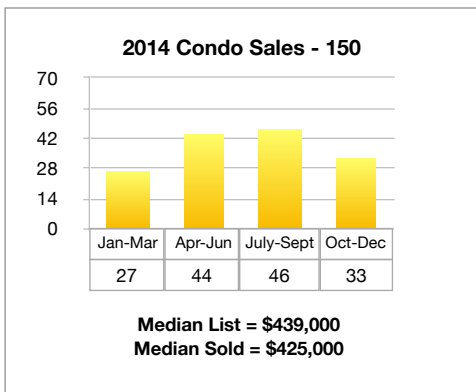 2014 Condo Sales - 150
70
56
42
28
14
0
Jan-Mar Apr-Jun July-Sept Oct-Dec
27 44 46 33
Median List = $439,000
Median Sold = $425,000